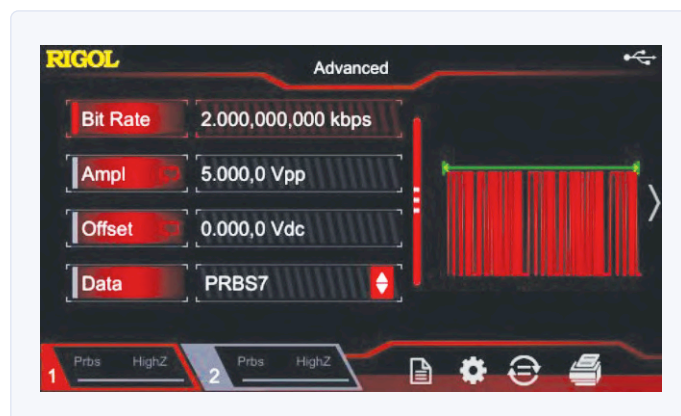 RIGOL
Advanced
Bit Rate 2.000,000,000 kbps
Ampl 5.000,0 Vpp
Offset 0.000,0 Vdc
Data PRBS7
1 Prbs HighZ 2 Prbs HighZ